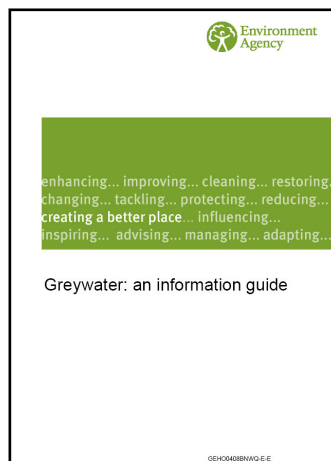 Environment
Agency
enhancing... improving... cleaning... restoring.
changing... tackling... protecting... reducing...
creating a better place... influencing...
inspiring... advising... managing... adapting...
Greywater: an information guide
GEHO0408BNWQ-E-E